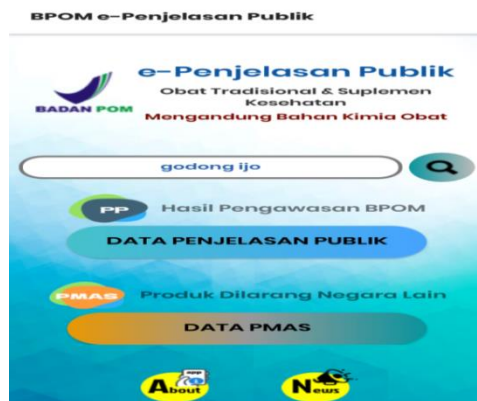 BPOM e-Penjelasan Publik
e-Penjelasan Publik
Obat Tradisional & Suplemen
Kesehatan
BADAN POM
Mengandung Bahan Kimia Obat
godong ijo
PP
Hasil Pengawasan BPOM
DATA PENJELASAN PUBLIK
PMAS
Produk Dilarang Negara Lain
DATA PMAS
About
News